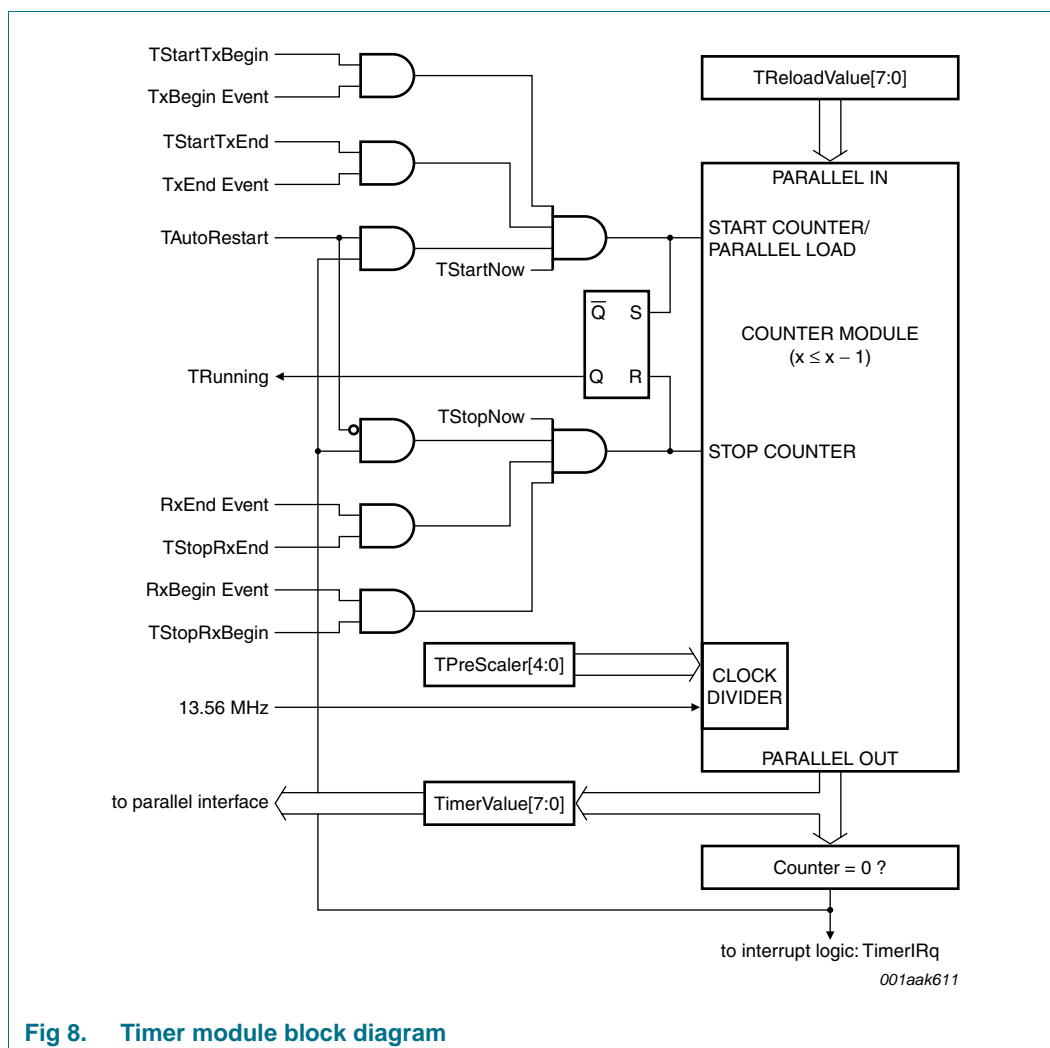 TStartTxBegin
TxBegin Event
TStartTxEnd
TxEnd Event
TAutoRestart
TStartNow
TReloadValue[7:0]
PARALLEL IN
START COUNTER/
PARALLEL LOAD
Q̅ S
Q R
COUNTER MODULE
(x ≤ x − 1)
TRunning
TStopNow
STOP COUNTER
RxEnd Event
TStopRxEnd
RxBegin Event
TStopRxBegin
TPreScaler[4:0]
CLOCK
DIVIDER
13.56 MHz
PARALLEL OUT
to parallel interface
TimerValue[7:0]
Counter = 0 ?
to interrupt logic: TimerIRq
001aak611
Fig 8. Timer module block diagram